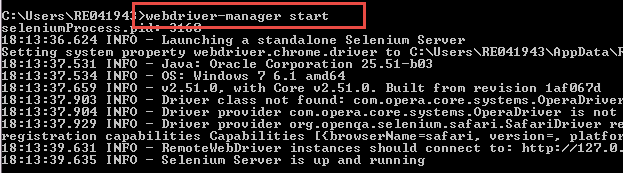 C:\Users\RE041943>webdriver-manager start
seleniumProcess.pid: 3168
18:13:36.624 INFO - Launching a standalone Selenium Server
Setting system property webdriver.chrome.driver to C:\Users\RE041943\AppData\R
18:13:37.531 INFO - Java: Oracle Corporation 25.51-b03
18:13:37.534 INFO - OS: Windows 7 6.1 amd64
18:13:37.659 INFO - v2.51.0, with Core v2.51.0. Built from revision 1af067d
18:13:37.903 INFO - Driver class not found: com.opera.core.systems.OperaDriver
18:13:37.904 INFO - Driver provider com.opera.core.systems.OperaDriver is not
18:13:37.929 INFO - Driver provider org.openqa.selenium.safari.SafariDriver re
registration capabilities Capabilities [{browserName=safari, version=, platfor
18:13:39.631 INFO - RemoteWebDriver instances should connect to: http://127.0.
18:13:39.635 INFO - Selenium Server is up and running